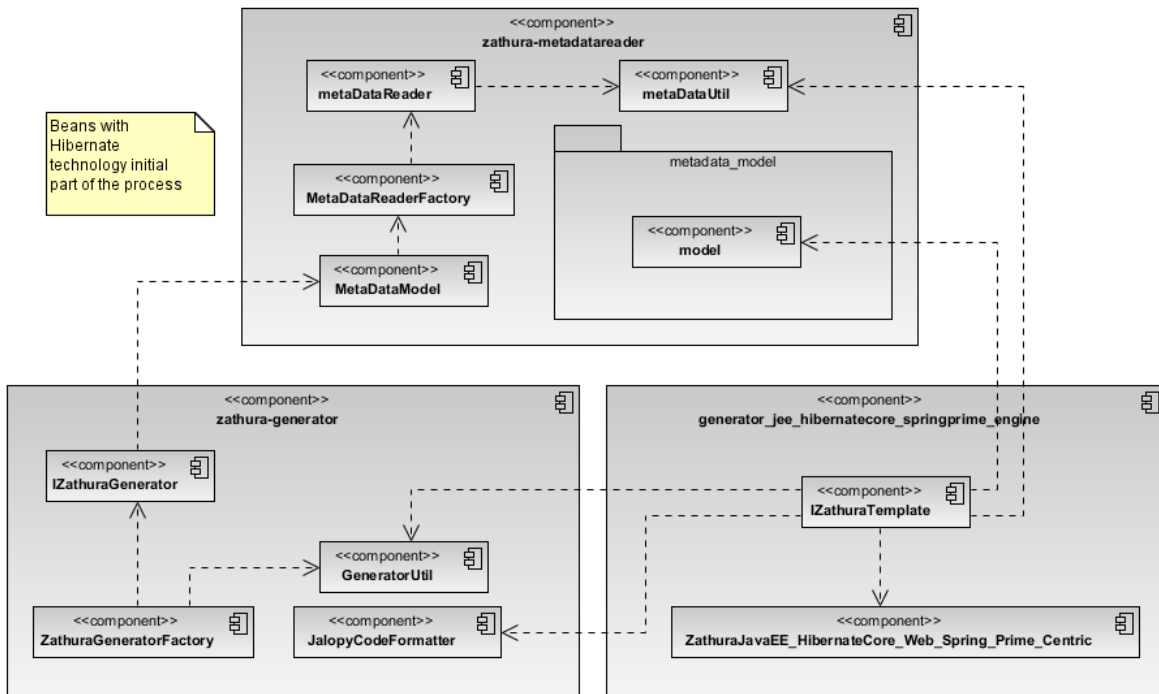 <<component>>
zathura-metadatareader
<<component>>
metaDataReader
<<component>>
metaDataUtil
Beans with
Hibernate
technology initial
part of the process
metadata_model
<<component>>
MetaDataReaderFactory
<<component>>
model
<<component>>
MetaDataModel
<<component>>
zathura-generator
<<component>>
IZathuraGenerator
<<component>>
GeneratorUtil
<<component>>
ZathuraGeneratorFactory
<<component>>
JalopyCodeFormatter
<<component>>
generator_jee_hibernatecore_springprime_engine
<<component>>
IZathuraTemplate
<<component>>
ZathuraJavaEE_HibernateCore_Web_Spring_Prime_Centric